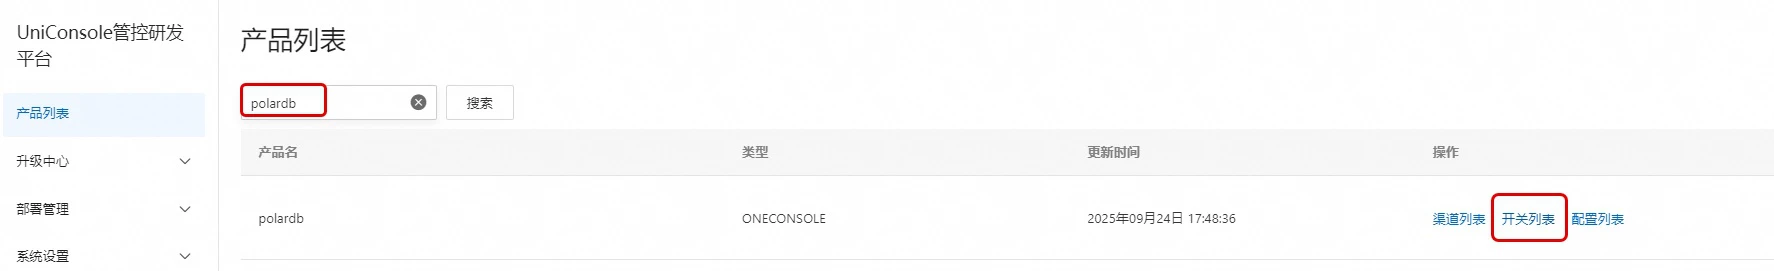 UniConsole管控研发
平台
产品列表
升级中心
部署管理
系统设置
产品列表
polardb 搜索
产品名 类型 更新时间 操作
polardb ONECONSOLE 2025年09月24日 17:48:36 渠道列表 开关列表 配置列表